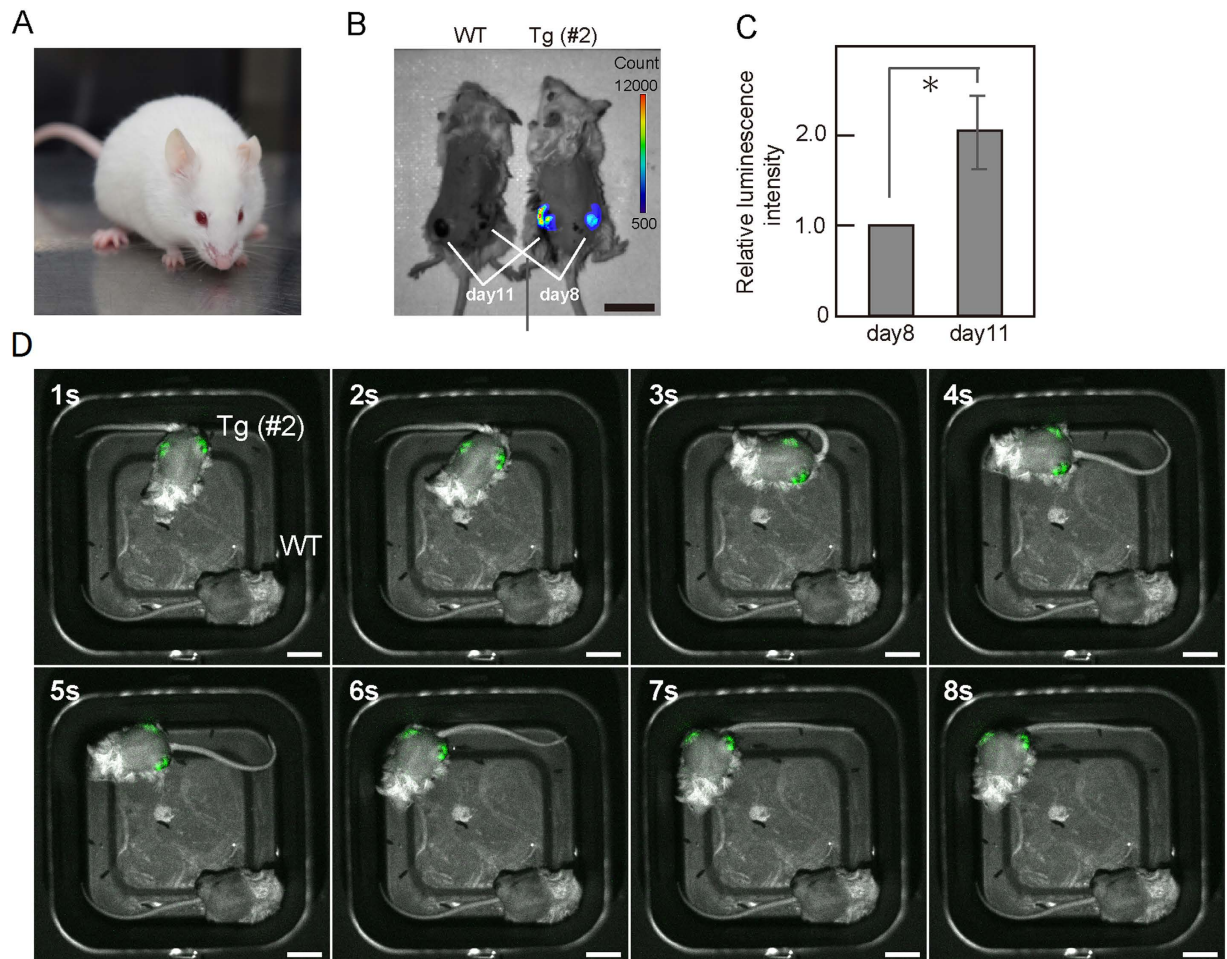 A
B
WT
Tg (#2)
Count
12000
500
day11
day8
C
Relative luminescence
intensity
2.0
1.0
0
*
day8
day11
D
1s
Tg (#2)
WT
2s
3s
4s
5s
6s
7s
8s